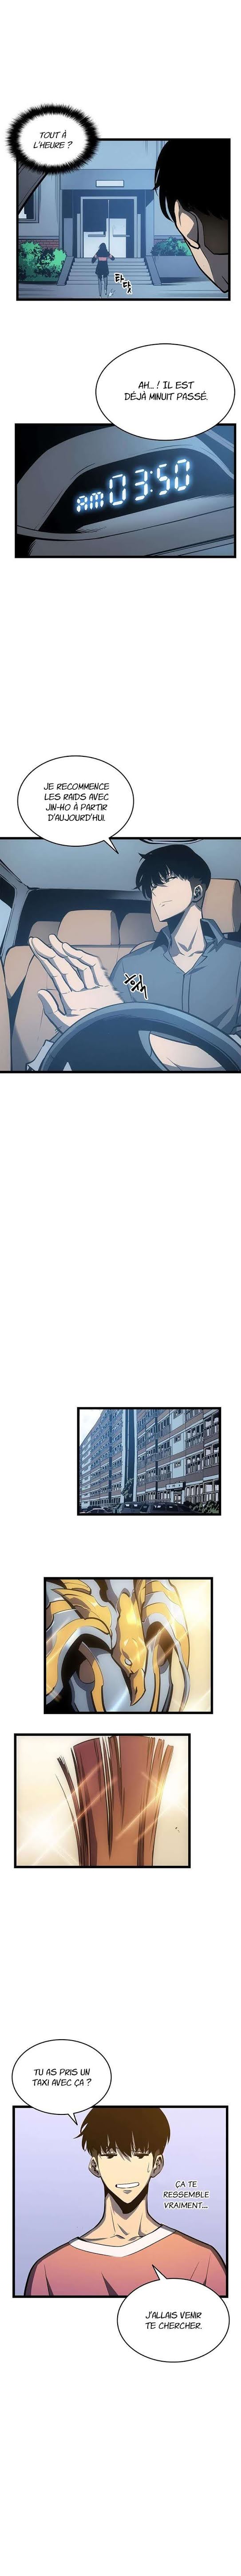 TOUT À
L'HEURE ?
타
탓
AH... ! IL EST
DÉJÀ MINUIT PASSÉ.
am 03:50
JE RECOMMENCE
LES RAIDS AVEC
JIN-HO À PARTIR
D'AUJOURD'HUI.
TU AS PRIS UN
TAXI AVEC ÇA ?
ÇA TE
RESSEMBLE
VRAIMENT...
J'ALLAIS VENIR
TE CHERCHER.